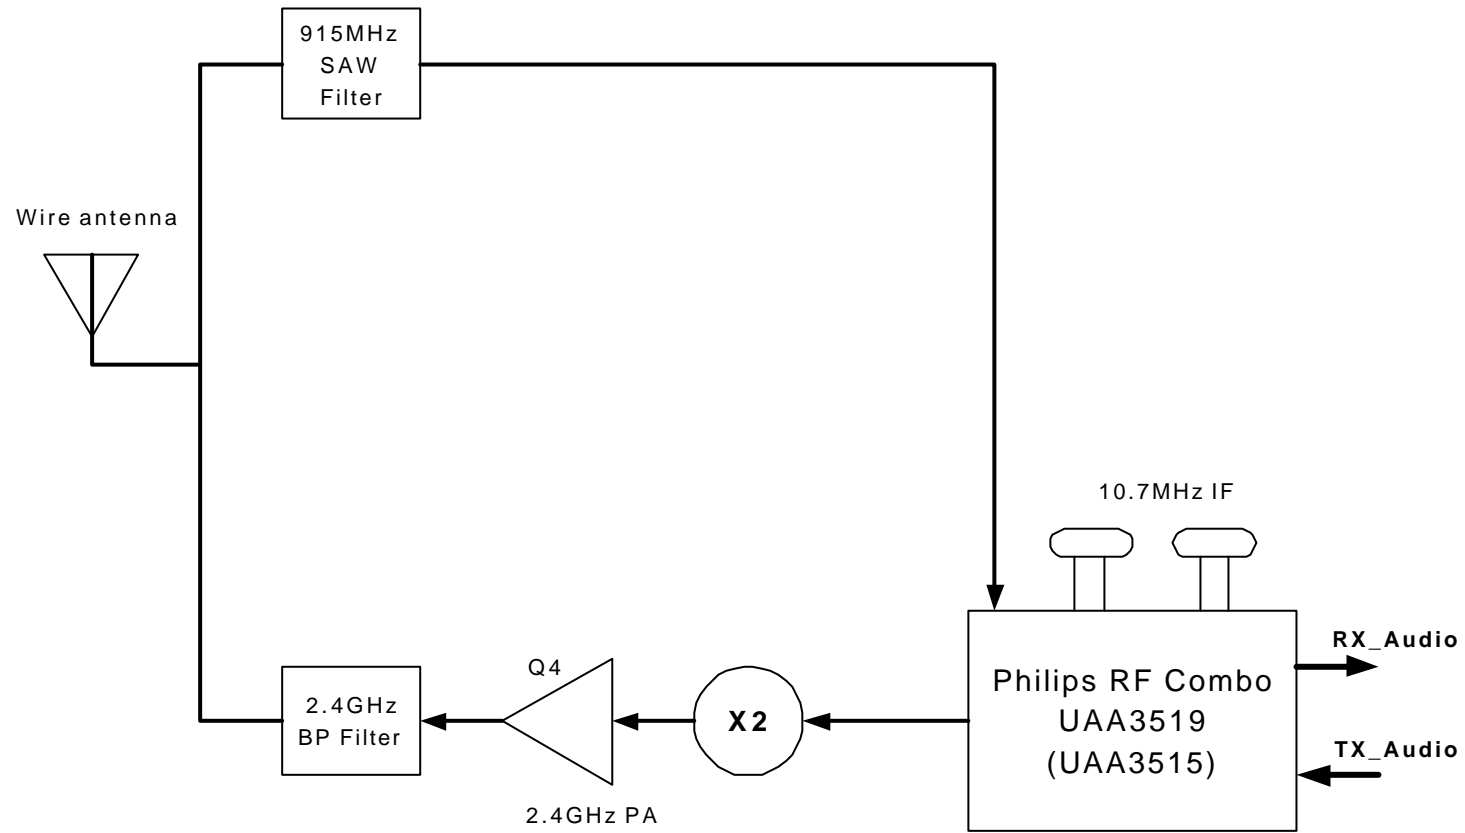 915MHz
SAW
Filter
Wire antenna
10.7MHz IF
RX_Audio
Q4
Philips RF Combo
2.4GHz
BP Filter
X2
UAA3519
(UAA3515)
TX_Audio
2.4GHz PA